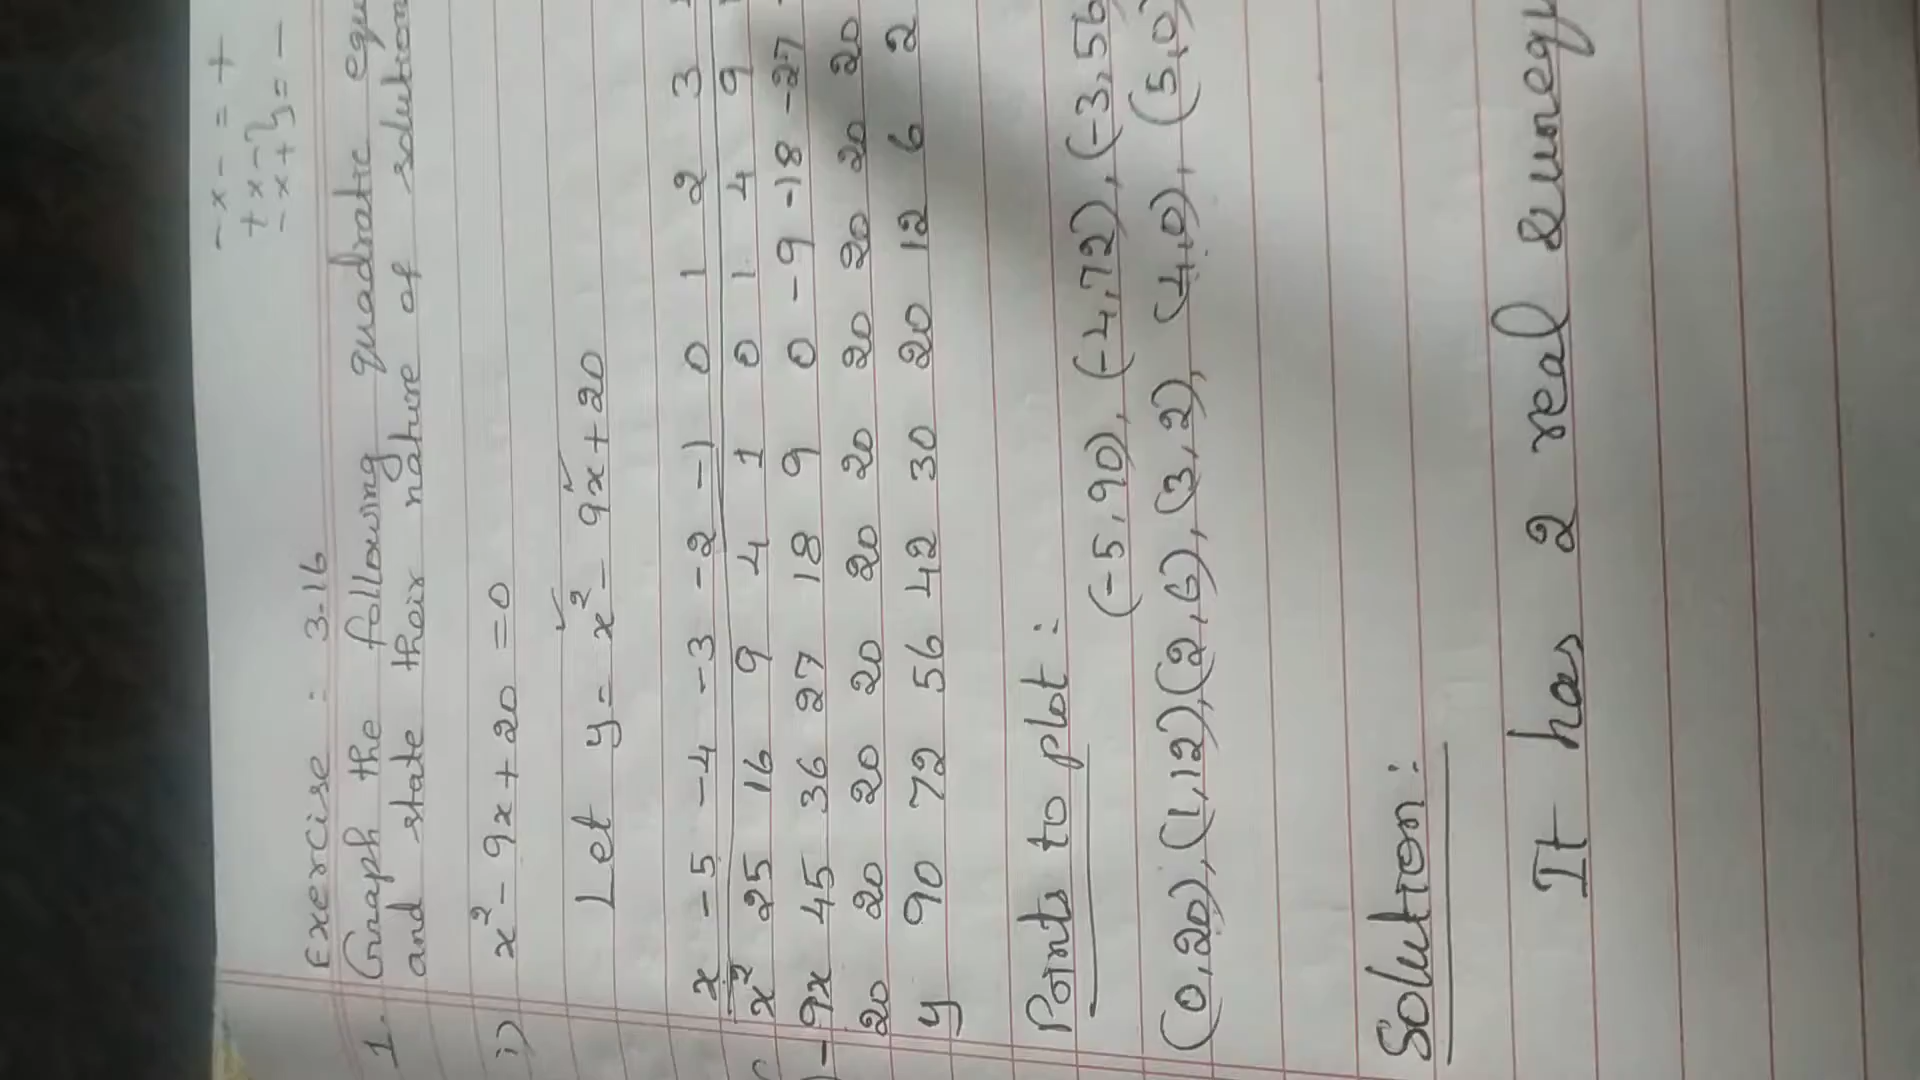 - x - = +
+ x - } = -
- x +
Exercise : 3.16
1. Graph the following quadratic equ
and state their nature of solution
i) x² - 9x + 20 = 0
Let y = x² - 9x + 20
x -5 -4 -3 -2 -1 0 1 2 3
x² 25 16 9 4 1 0 1 4 9
-9x 45 36 27 18 9 0 -9 -18 -27
20 20 20 20 20 20 20 20 20 20
y 90 72 56 42 30 20 12 6 2
Points to plot :
(-5,90), (-4,72), (-3,56
(0,20), (1,12), (2,6), (3,2), (4,0), (5,0)
Solution :
It has 2 real & unequ